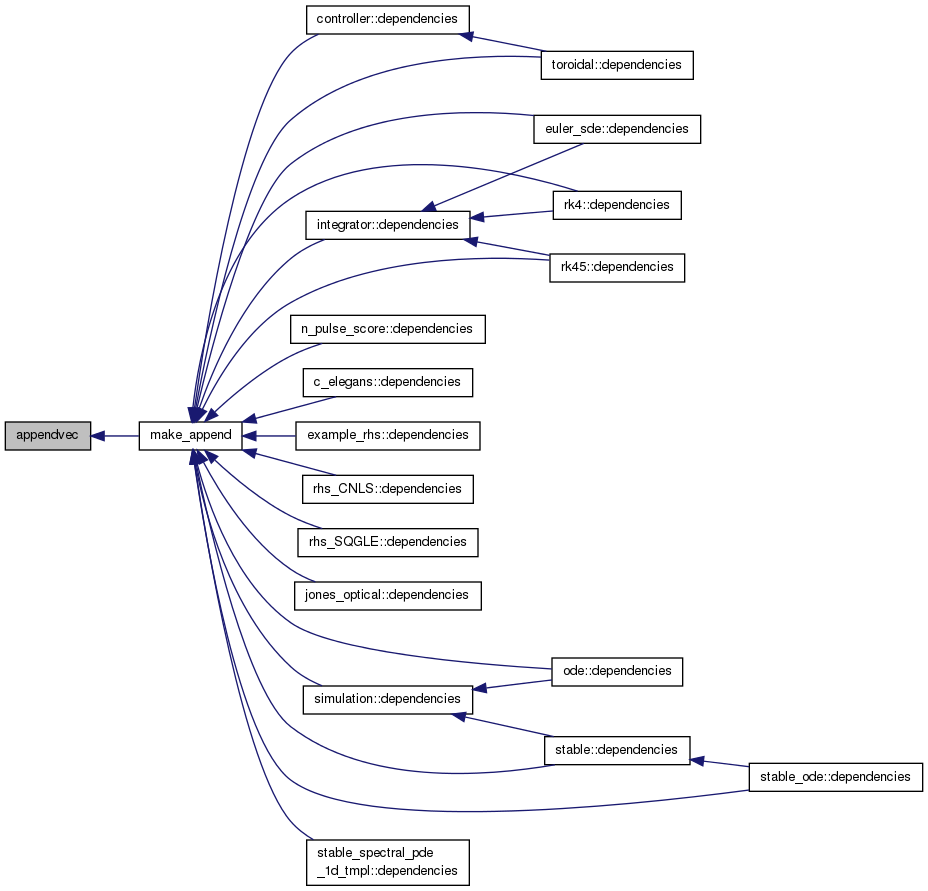 controller::dependencies
toroidal::dependencies
euler_sde::dependencies
rk4::dependencies
integrator::dependencies
rk45::dependencies
n_pulse_score::dependencies
c_elegans::dependencies
appendvec
make_append
example_rhs::dependencies
rhs_CNLS::dependencies
rhs_SQGLE::dependencies
jones_optical::dependencies
ode::dependencies
simulation::dependencies
stable::dependencies
stable_ode::dependencies
stable_spectral_pde
_1d_tmpl::dependencies